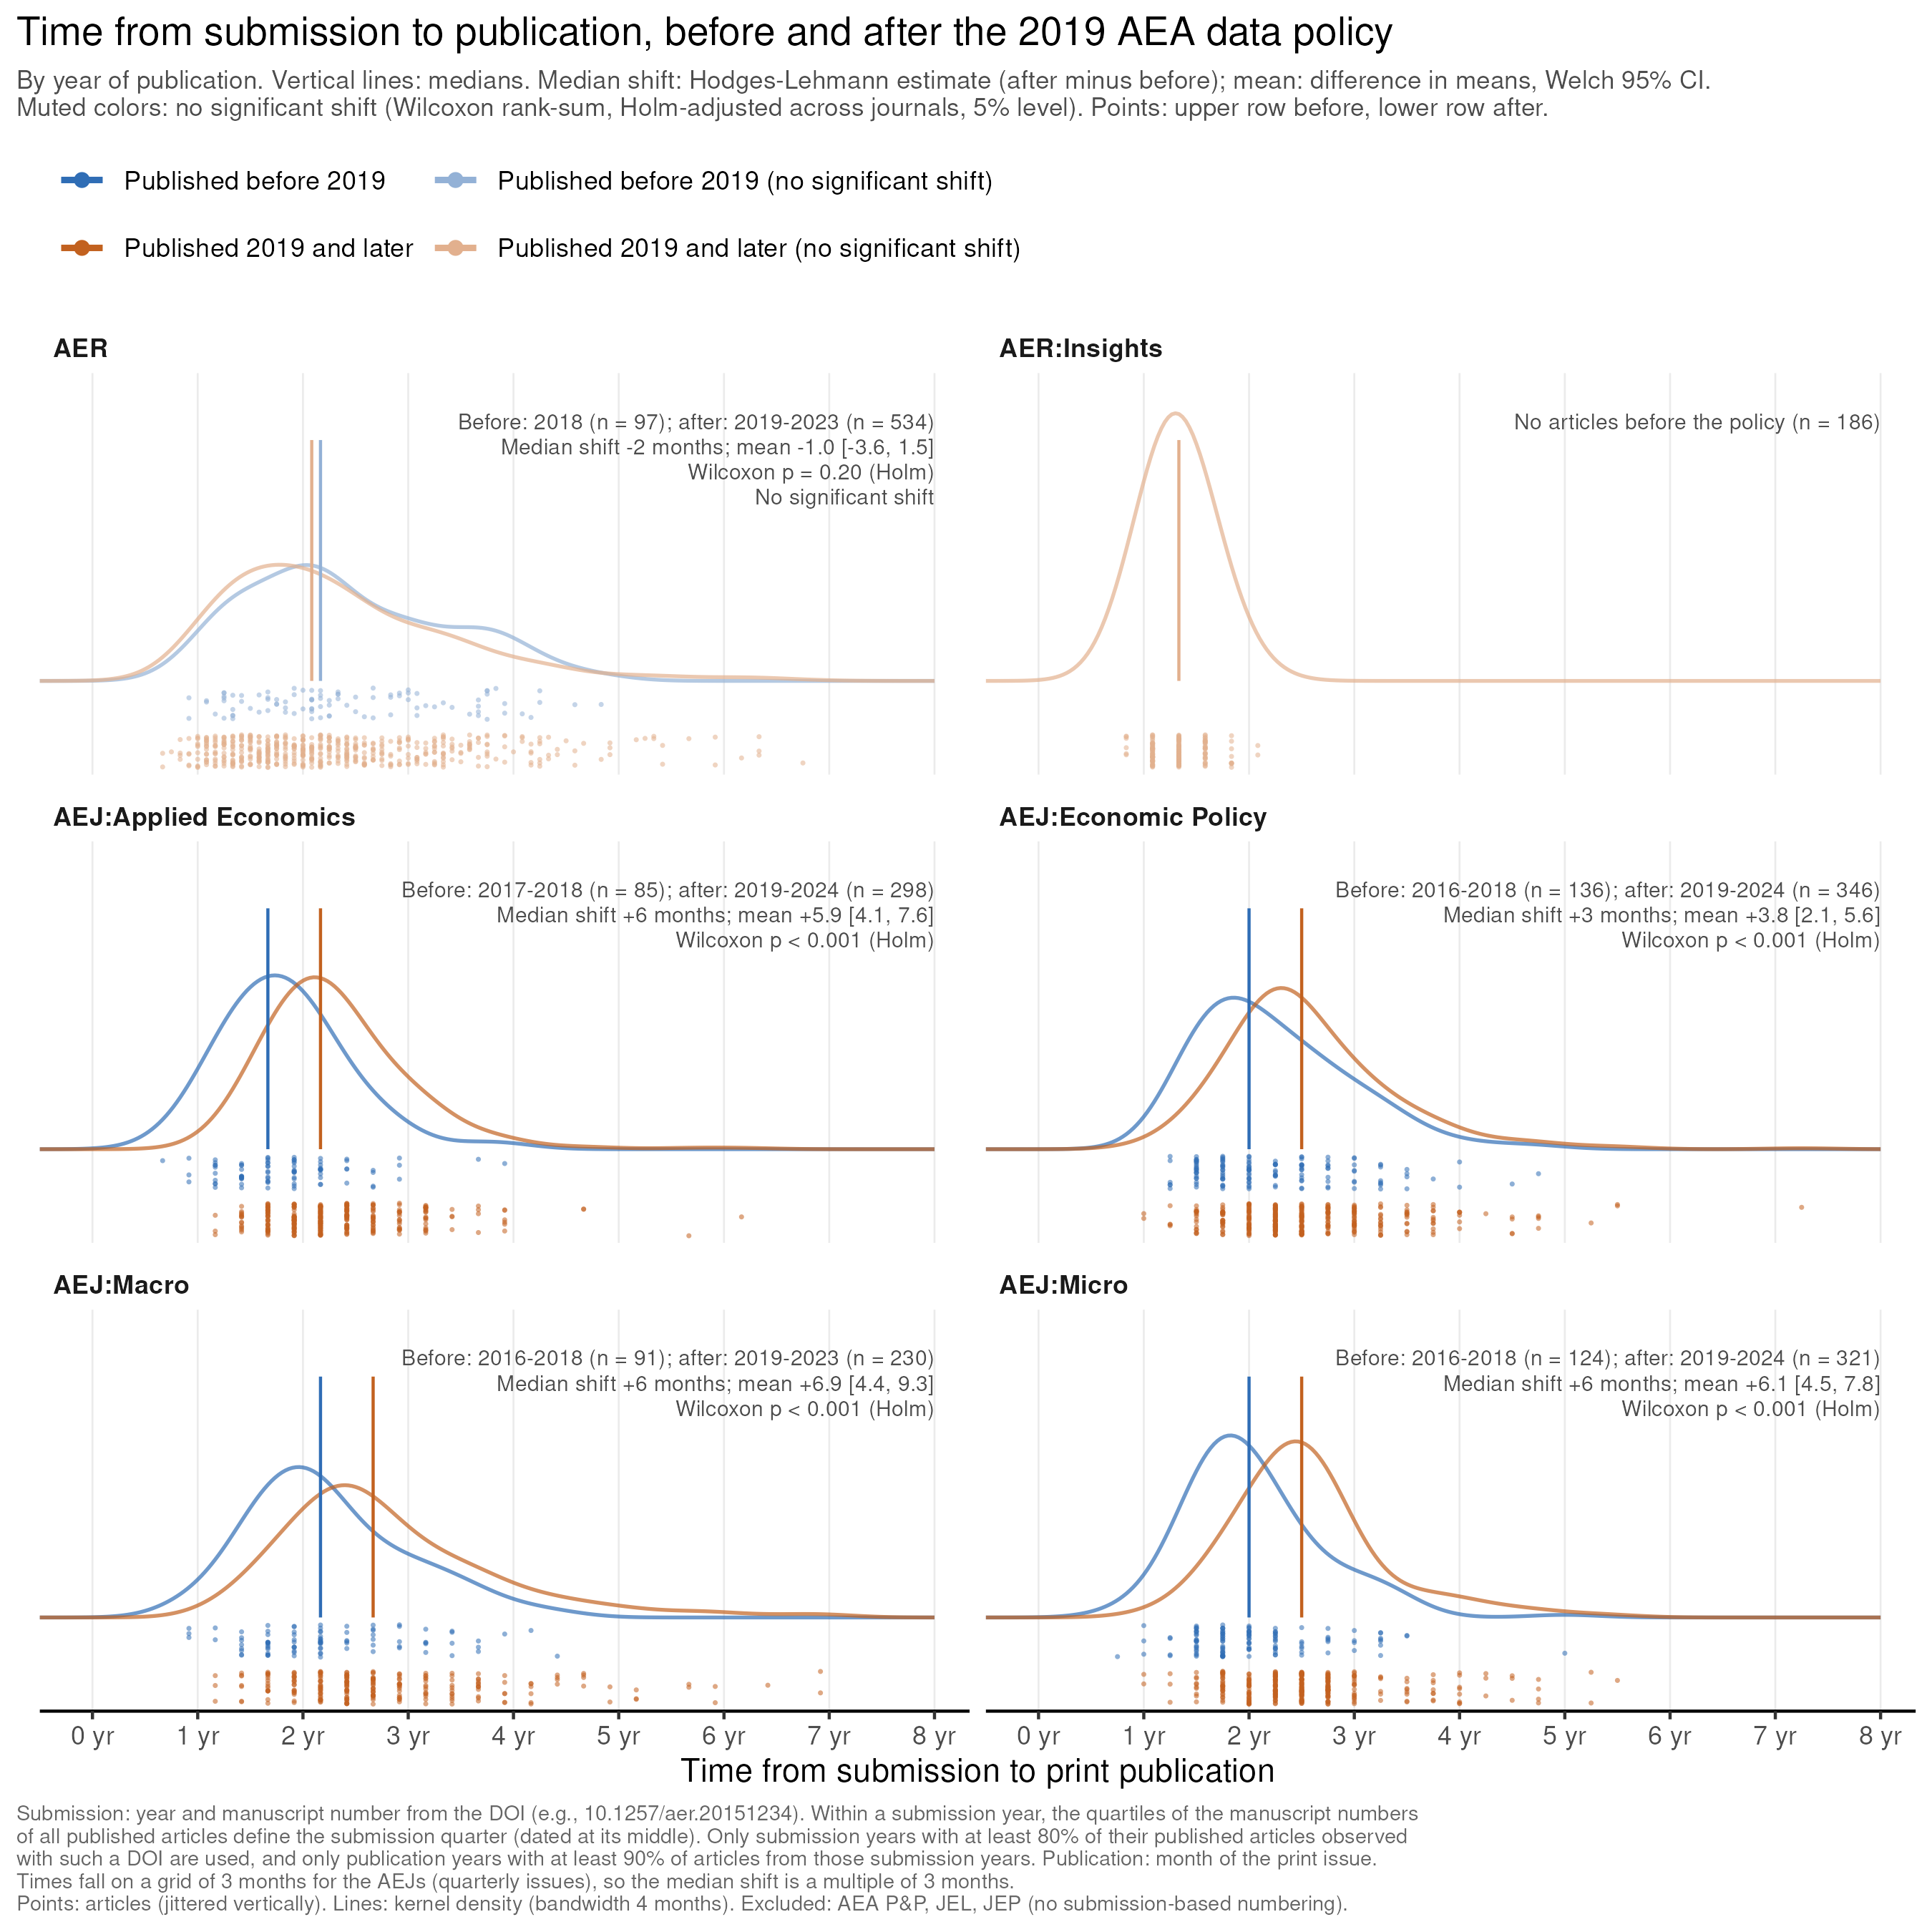 Time from submission to publication, before and after the 2019 AEA data policy
By year of publication. Vertical lines: medians. Median shift: Hodges-Lehmann estimate (after minus before); mean: difference in means, Welch 95% CI.
Muted colors: no significant shift (Wilcoxon rank-sum, Holm-adjusted across journals, 5% level). Points: upper row before, lower row after.
Published before 2019
Published before 2019 (no significant shift)
Published 2019 and later
Published 2019 and later (no significant shift)
AER
Before: 2018 (n = 97); after: 2019-2023 (n = 534)
Median shift -2 months; mean -1.0 [-3.6, 1.5]
Wilcoxon p = 0.20 (Holm)
No significant shift
AER:Insights
No articles before the policy (n = 186)
AEJ:Applied Economics
Before: 2017-2018 (n = 85); after: 2019-2024 (n = 298)
Median shift +6 months; mean +5.9 [4.1, 7.6]
Wilcoxon p < 0.001 (Holm)
AEJ:Economic Policy
Before: 2016-2018 (n = 136); after: 2019-2024 (n = 346)
Median shift +3 months; mean +3.8 [2.1, 5.6]
Wilcoxon p < 0.001 (Holm)
AEJ:Macro
Before: 2016-2018 (n = 91); after: 2019-2023 (n = 230)
Median shift +6 months; mean +6.9 [4.4, 9.3]
Wilcoxon p < 0.001 (Holm)
AEJ:Micro
Before: 2016-2018 (n = 124); after: 2019-2024 (n = 321)
Median shift +6 months; mean +6.1 [4.5, 7.8]
Wilcoxon p < 0.001 (Holm)
0 yr 1 yr 2 yr 3 yr 4 yr 5 yr 6 yr 7 yr 8 yr
0 yr 1 yr 2 yr 3 yr 4 yr 5 yr 6 yr 7 yr 8 yr
Time from submission to print publication
Submission: year and manuscript number from the DOI (e.g., 10.1257/aer.20151234). Within a submission year, the quartiles of the manuscript numbers
of all published articles define the submission quarter (dated at its middle). Only submission years with at least 80% of their published articles observed
with such a DOI are used, and only publication years with at least 90% of articles from those submission years. Publication: month of the print issue.
Times fall on a grid of 3 months for the AEJs (quarterly issues), so the median shift is a multiple of 3 months.
Points: articles (jittered vertically). Lines: kernel density (bandwidth 4 months). Excluded: AEA P&P, JEL, JEP (no submission-based numbering).